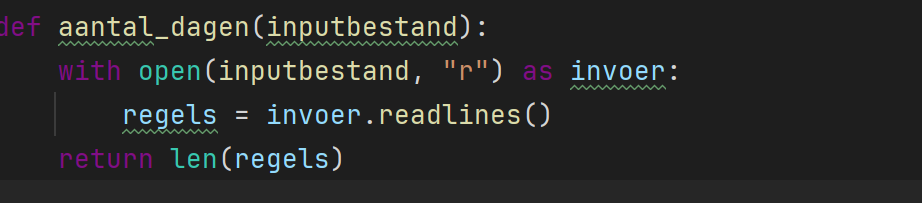 def aantal_dagen(inputbestand):
    with open(inputbestand, "r") as invoer:
        regels = invoer.readlines()
    return len(regels)